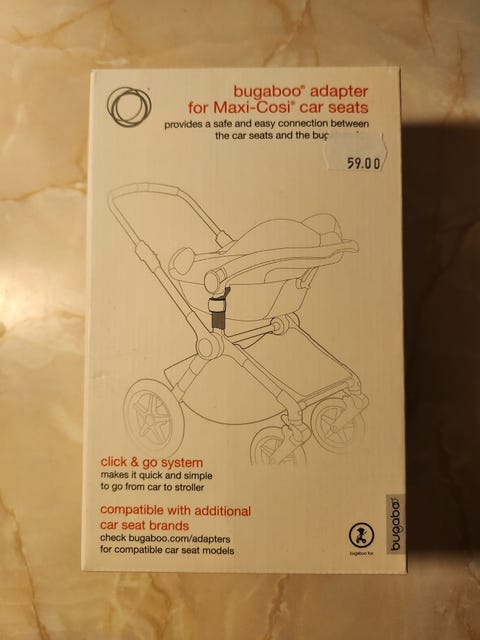 bugaboo® adapter
for Maxi-Cosi® car seats
provides a safe and easy connection between
the car seats and the
59.00
click & go system
makes it quick and simple
to go from car to stroller
compatible with additional
car seat brands
check bugaboo.com/adapters
for compatible car seat models
bugaboo fox
bugaboo